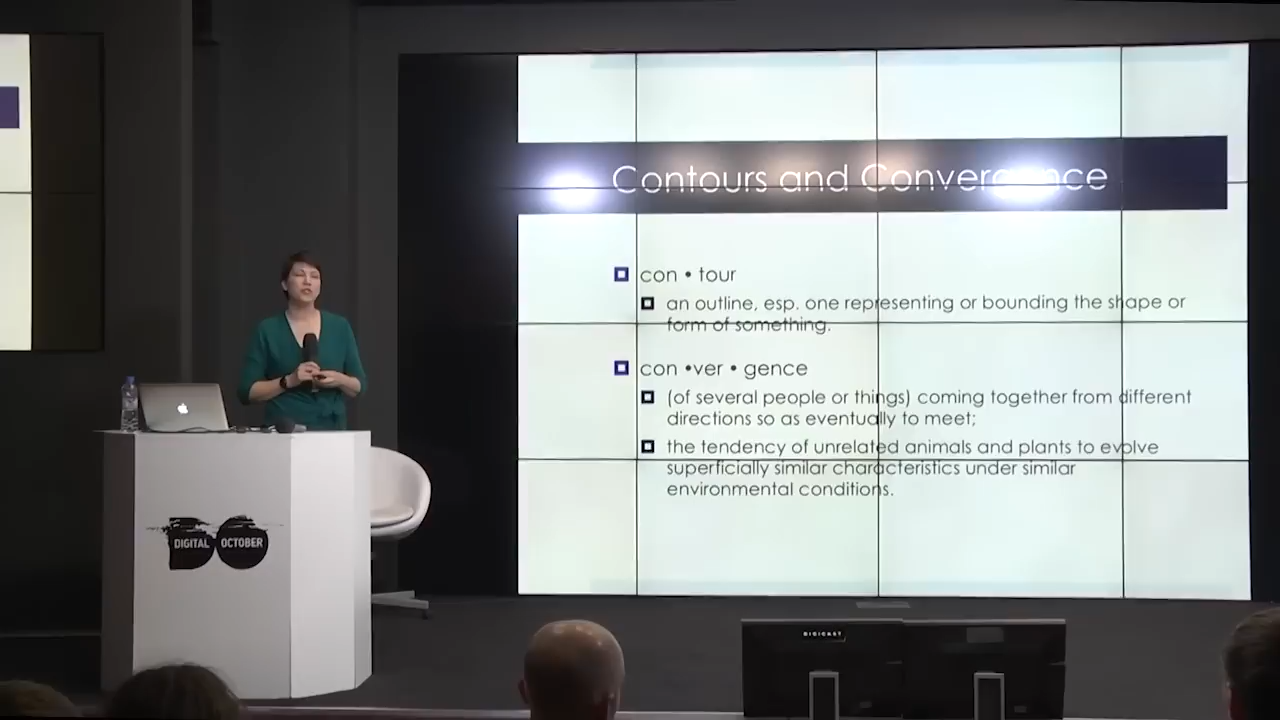 Contours and Convergence
con • tour
an outline, esp. one representing or bounding the shape or
form of something.
con •ver • gence
(of several people or things) coming together from different
directions so as eventually to meet;
the tendency of unrelated animals and plants to evolve
superficially similar characteristics under similar
environmental conditions.
DIGITAL OCTOBER
DIGICAST